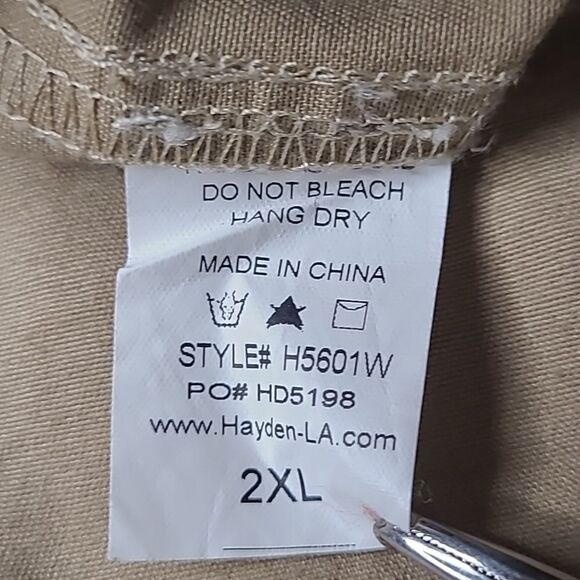 DO NOT BLEACH
HANG DRY
MADE IN CHINA
STYLE# H5601W
PO# HD5198
www.Hayden-LA.com
2XL